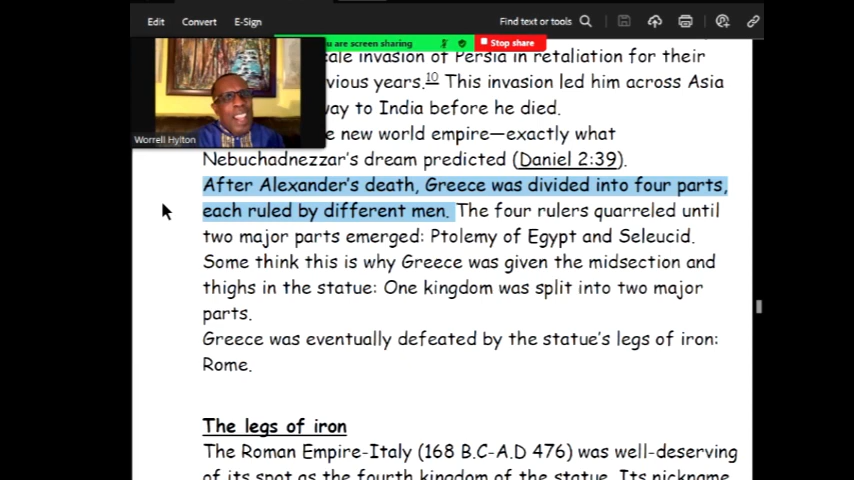 Edit Convert E-Sign Find text or tools
u are screen sharing Stop share
cale invasion of Persia in retaliation for their
vious years.10 This invasion led him across Asia
way to India before he died.
Worrell Hylton
e new world empire—exactly what
Nebuchadnezzar's dream predicted (Daniel 2:39).
After Alexander's death, Greece was divided into four parts,
each ruled by different men. The four rulers quarreled until
two major parts emerged: Ptolemy of Egypt and Seleucid.
Some think this is why Greece was given the midsection and
thighs in the statue: One kingdom was split into two major
parts.
Greece was eventually defeated by the statue's legs of iron:
Rome.
The legs of iron
The Roman Empire-Italy (168 B.C-A.D 476) was well-deserving
of its spot as the fourth kingdom of the statue. Its nickname